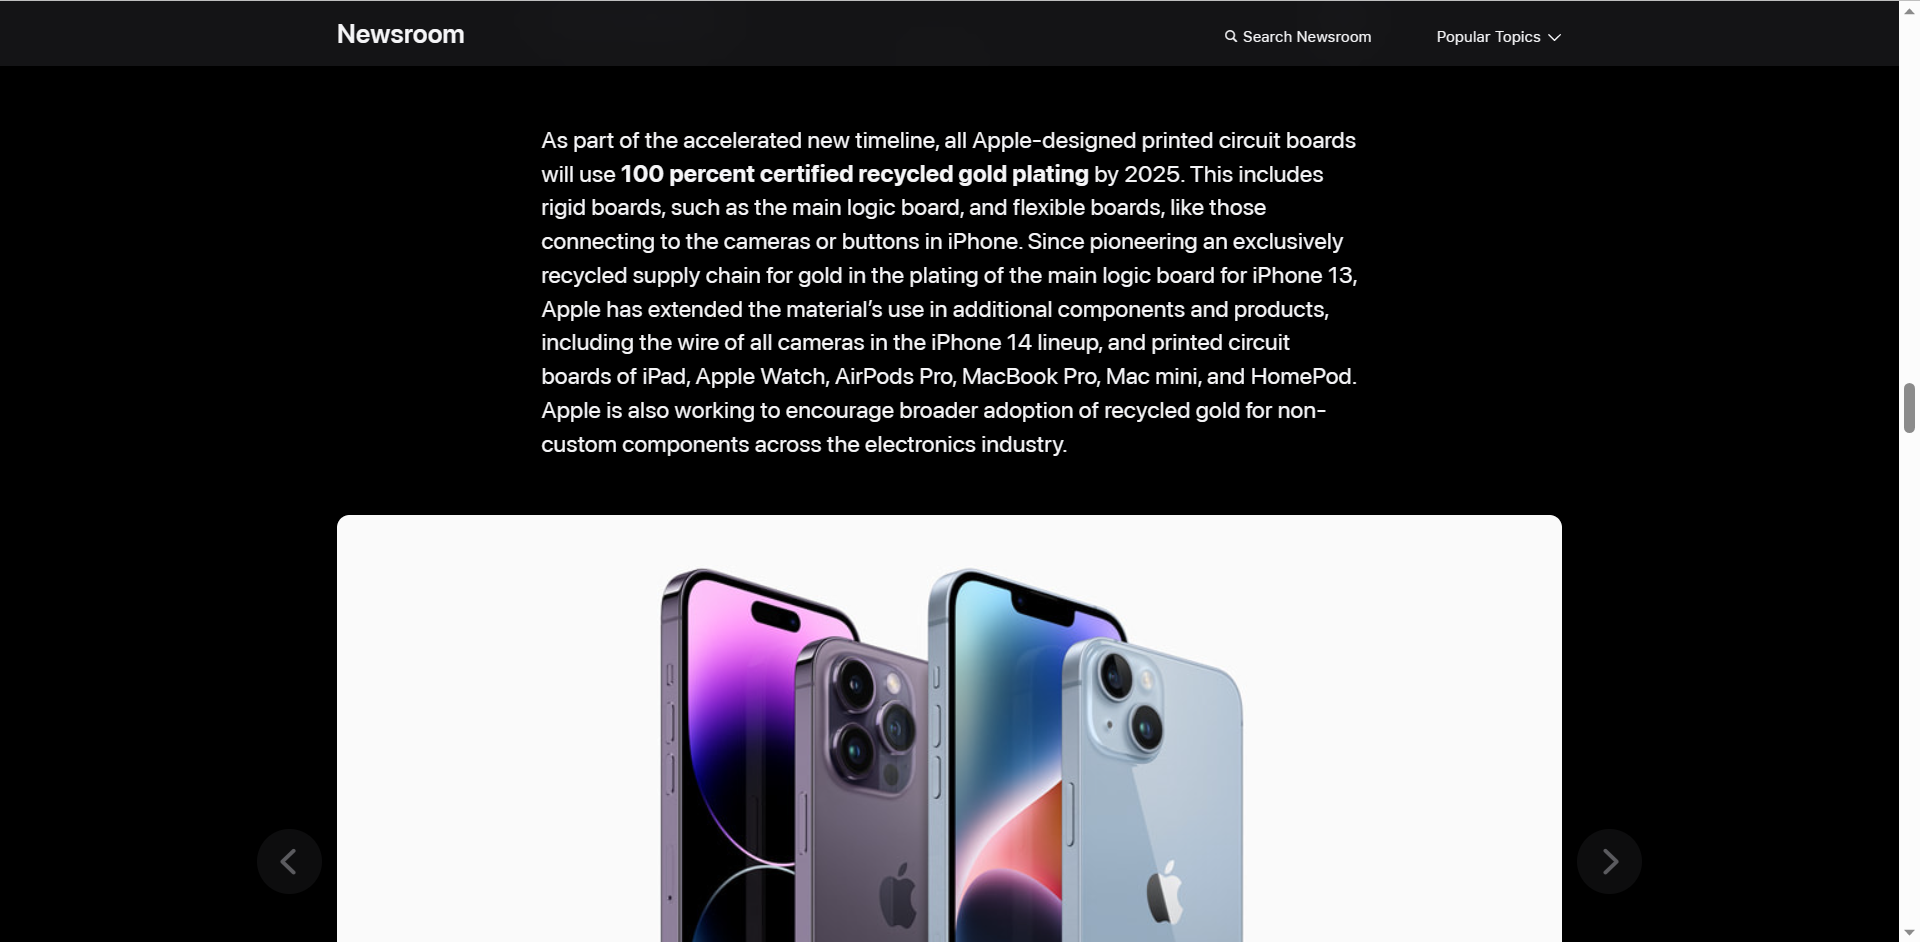 Newsroom
Search Newsroom
Popular Topics
As part of the accelerated new timeline, all Apple-designed printed circuit boards
will use 100 percent certified recycled gold plating by 2025. This includes
rigid boards, such as the main logic board, and flexible boards, like those
connecting to the cameras or buttons in iPhone. Since pioneering an exclusively
recycled supply chain for gold in the plating of the main logic board for iPhone 13,
Apple has extended the material’s use in additional components and products,
including the wire of all cameras in the iPhone 14 lineup, and printed circuit
boards of iPad, Apple Watch, AirPods Pro, MacBook Pro, Mac mini, and HomePod.
Apple is also working to encourage broader adoption of recycled gold for non-
custom components across the electronics industry.